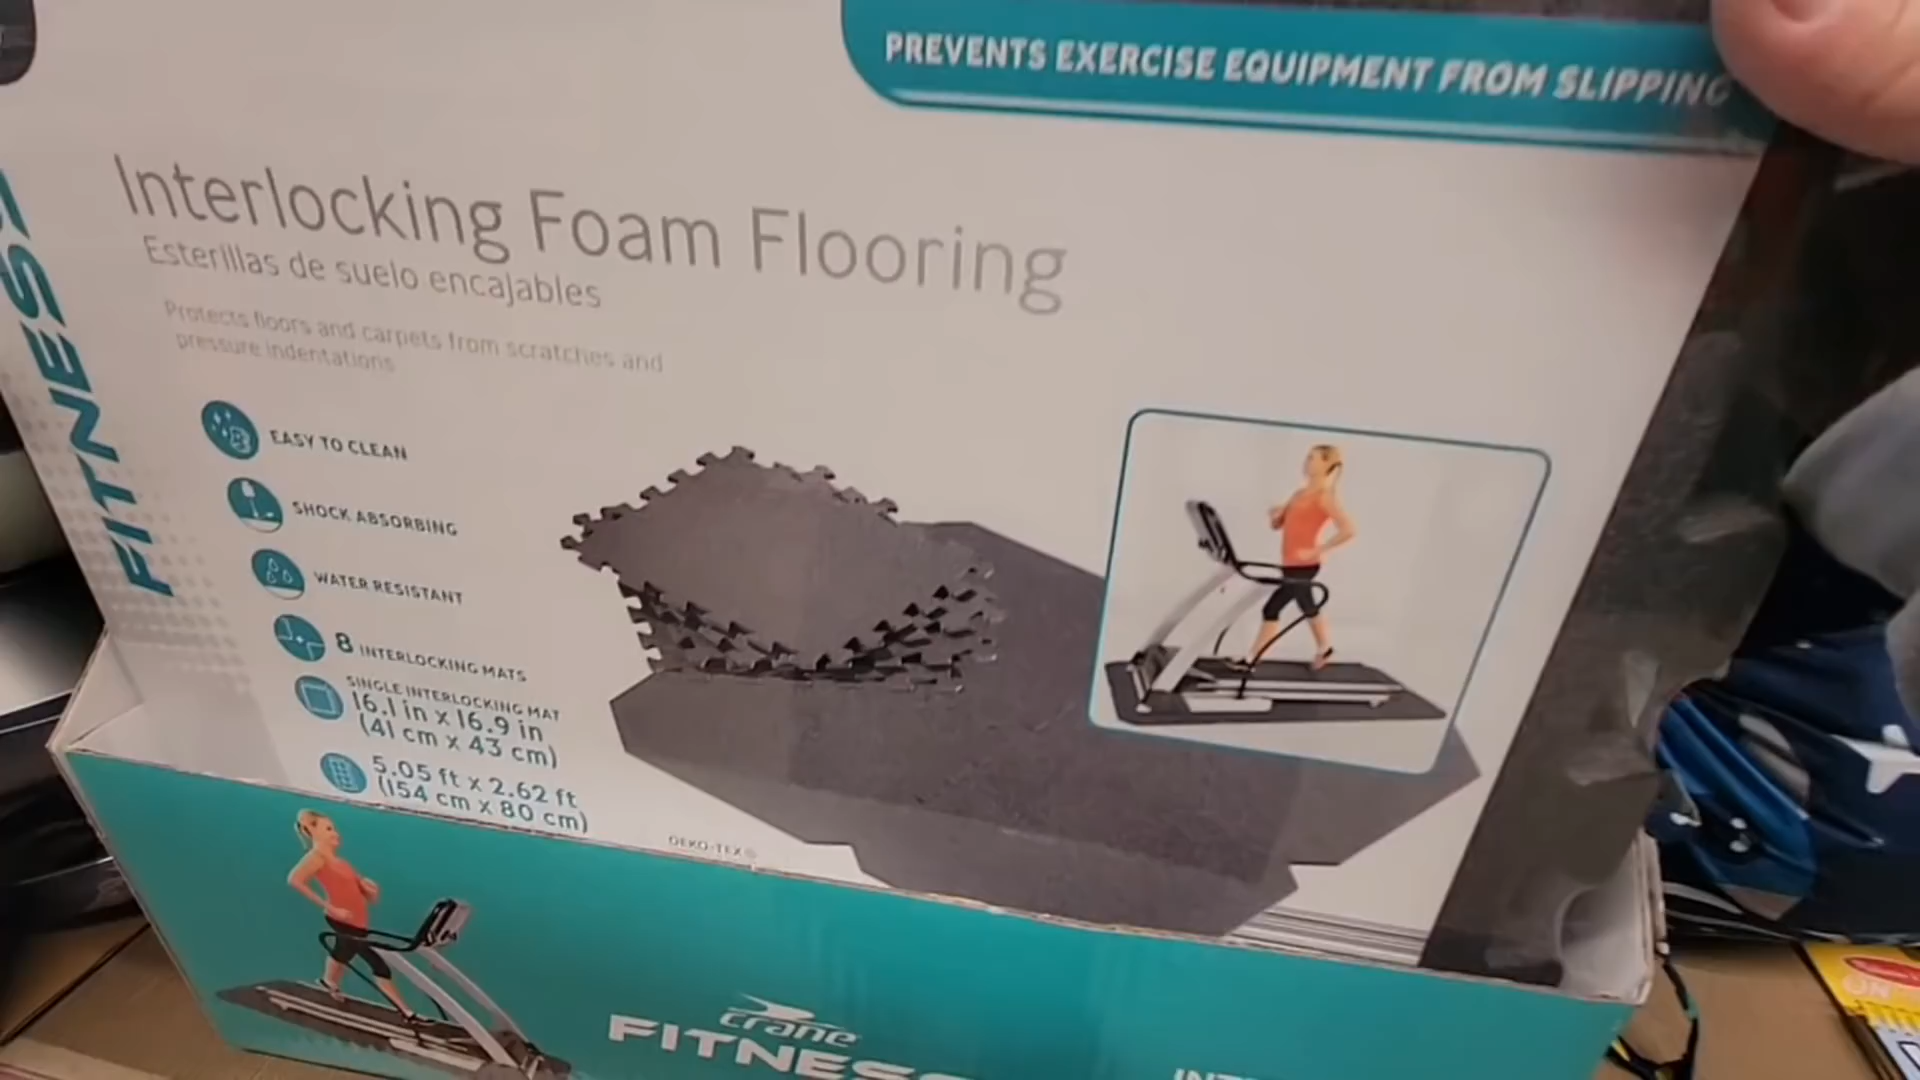 PREVENTS EXERCISE EQUIPMENT FROM SLIPPING
Interlocking Foam Flooring
Esterillas de suelo encajables
Protects floors and carpets from scratches and
pressure indentations
FITNESS
EASY TO CLEAN
SHOCK ABSORBING
WATER RESISTANT
8 INTERLOCKING MATS
SINGLE INTERLOCKING MAT
16.1 in x 16.9 in
(41 cm x 43 cm)
5.05 ft x 2.62 ft
(154 cm x 80 cm)
OEKO-TEX®
crane
FITNESS